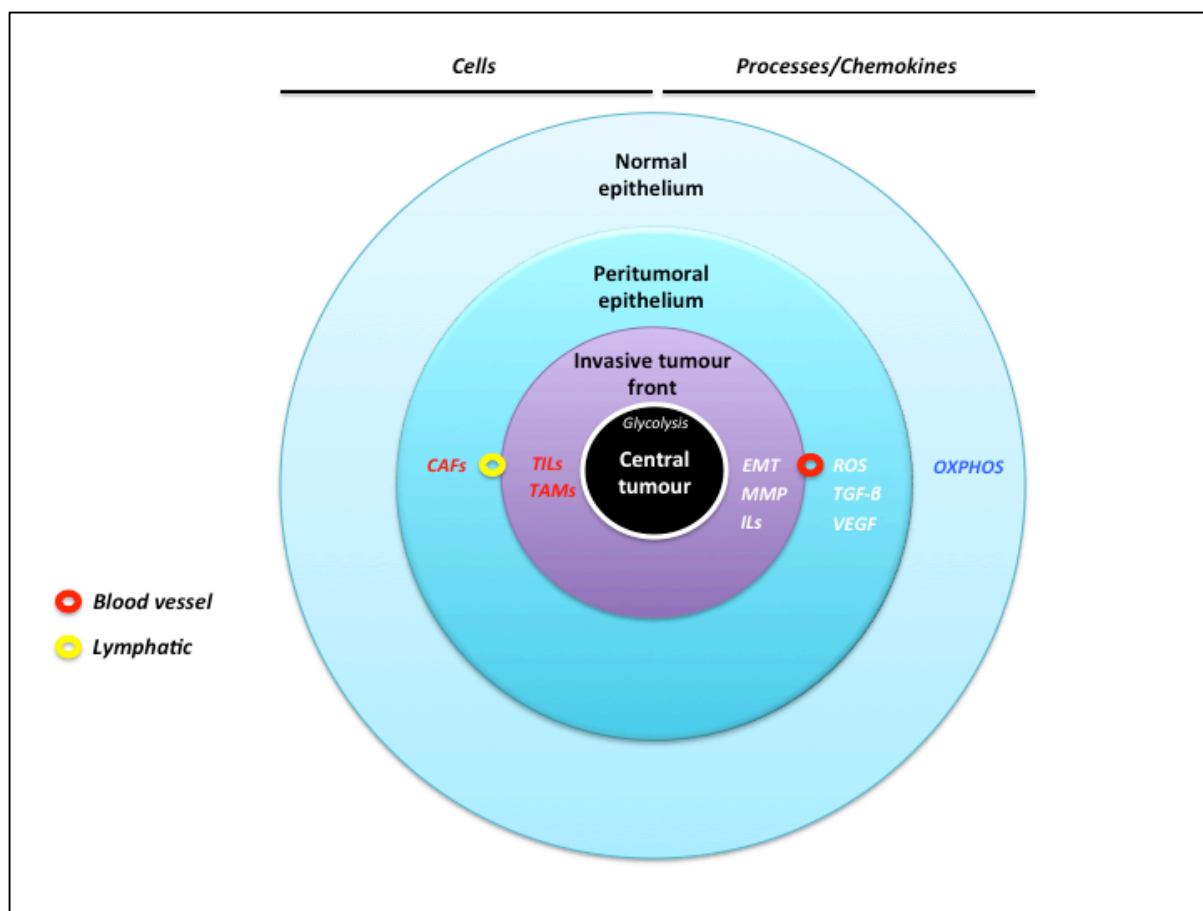 Cells
Processes/Chemokines
Normal
epithelium
Peritumoral
epithelium
Invasive tumour
front
Glycolysis
Central
tumour
CAFs
TILs
TAMs
EMT
MMP
ILs
ROS
TGF-β
VEGF
OXPHOS
Blood vessel
Lymphatic